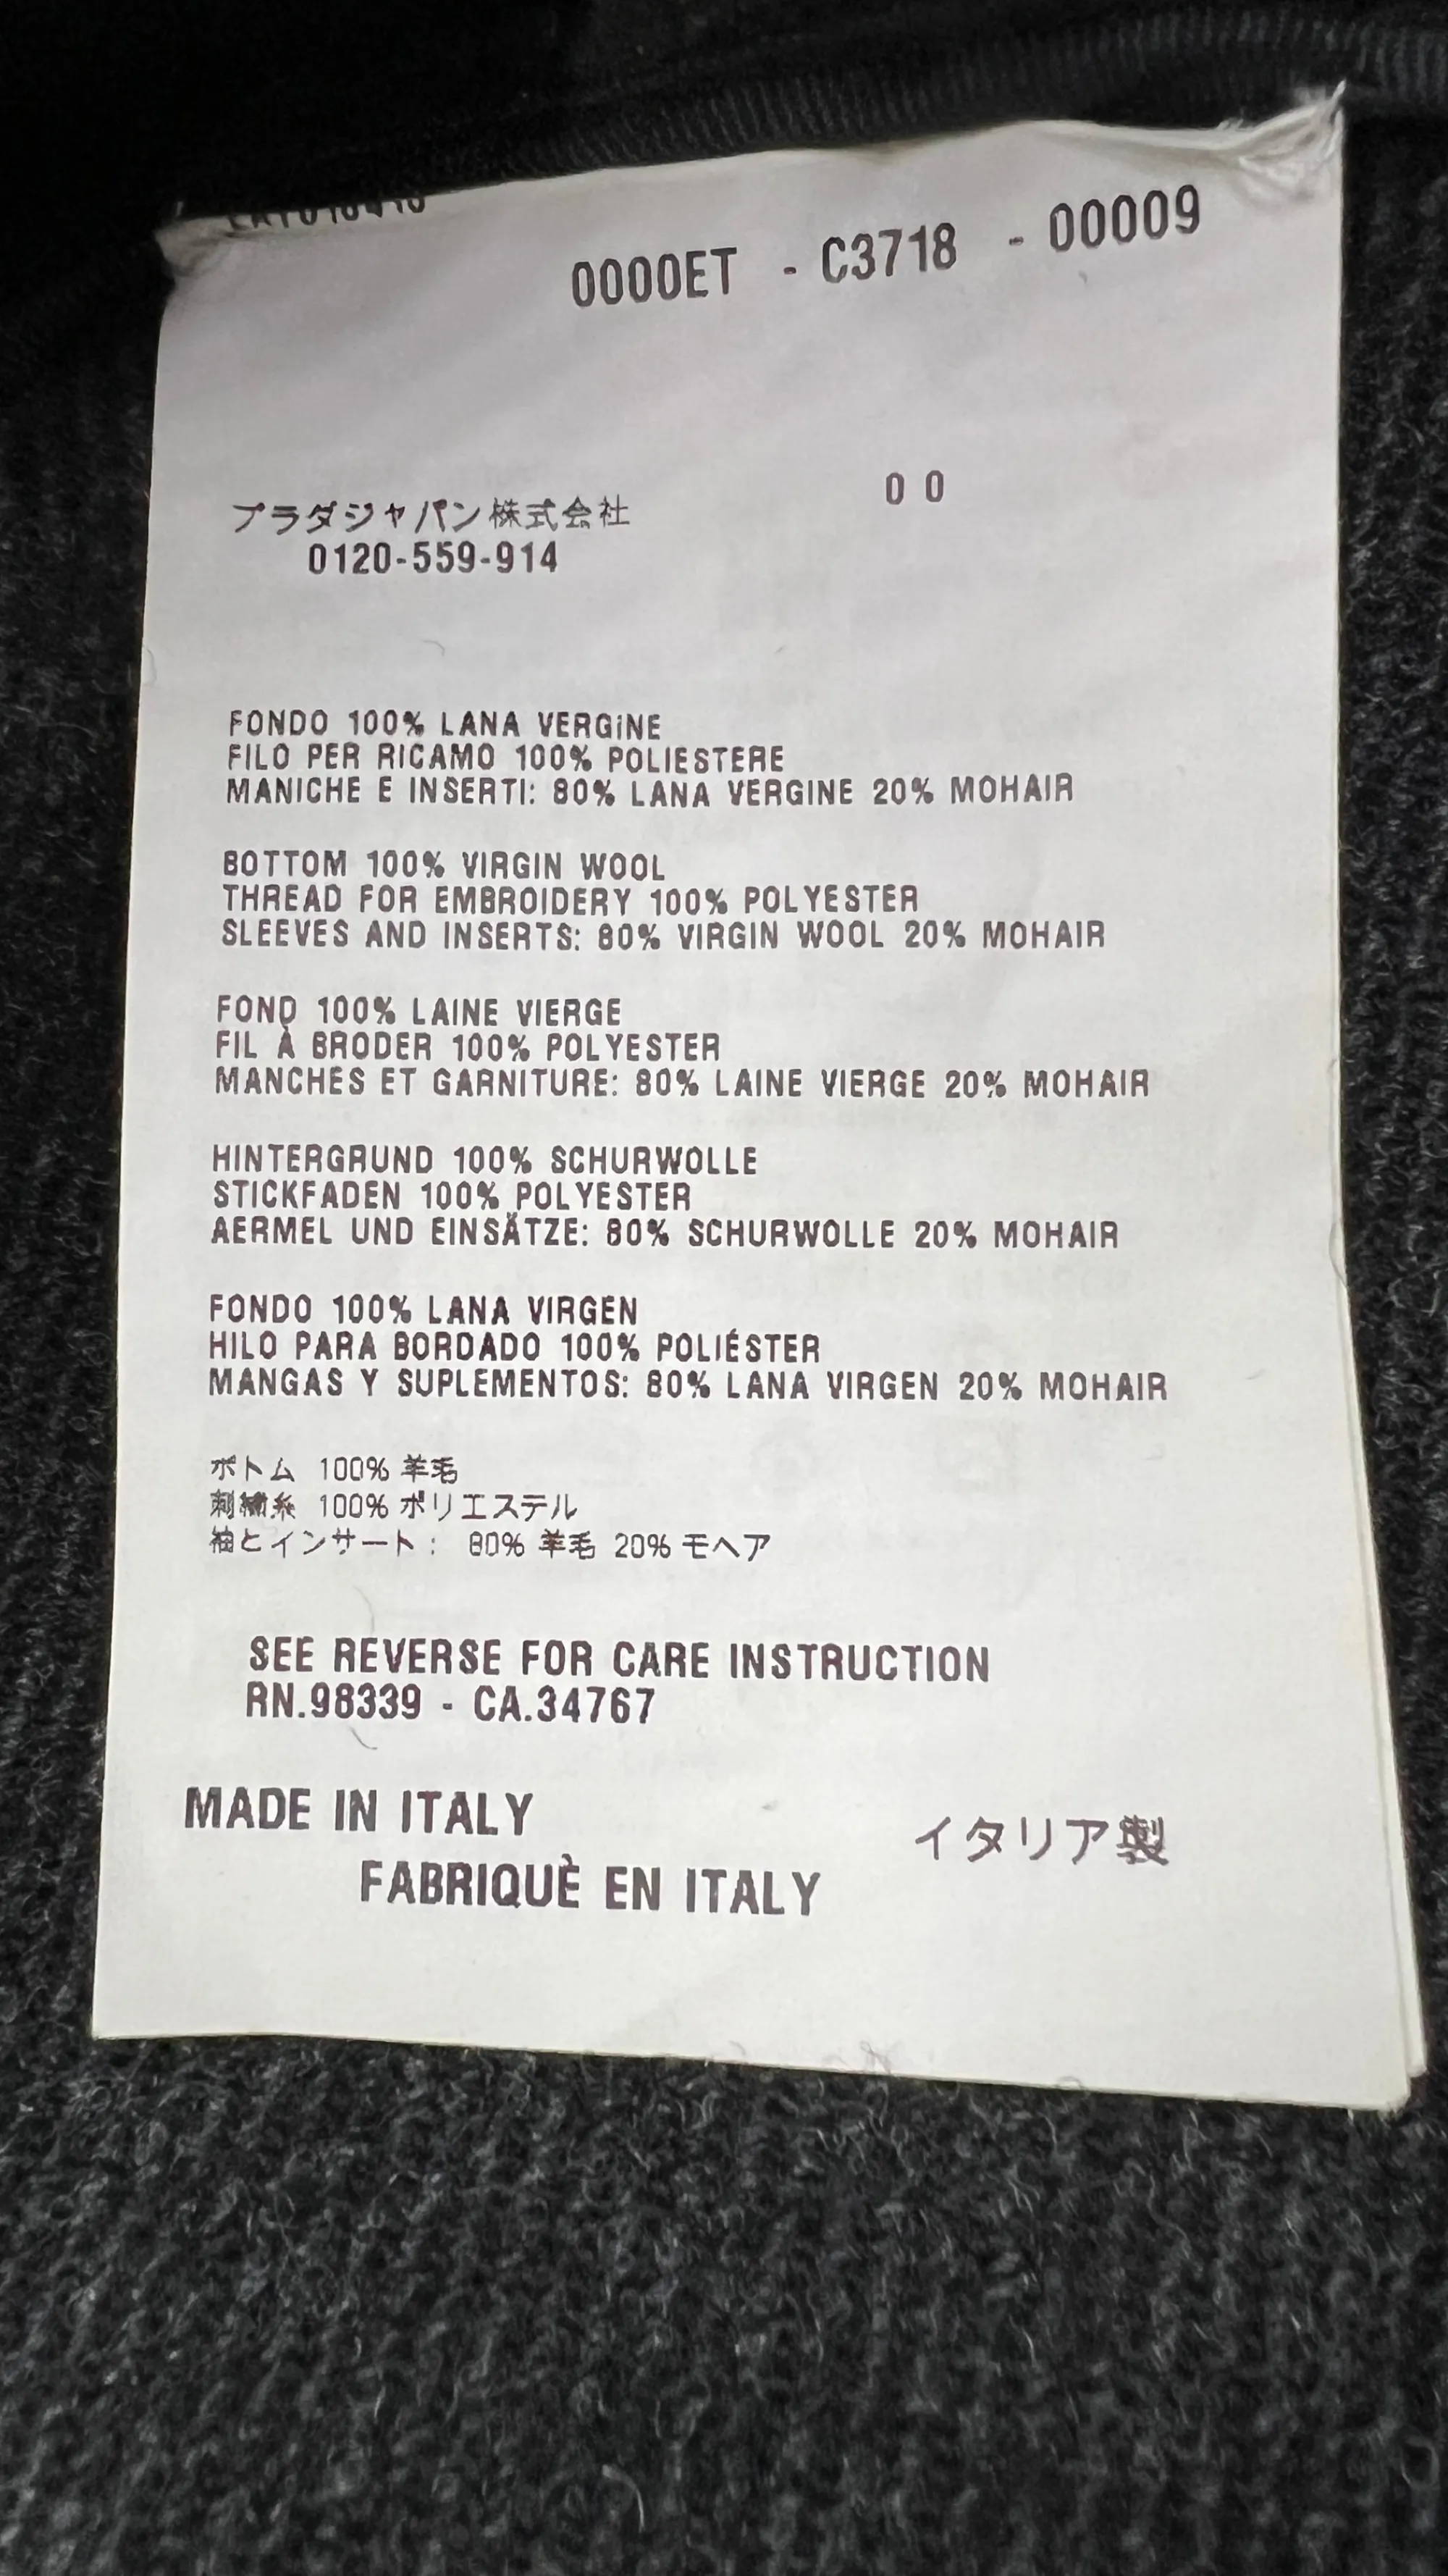 0000ET - C3718 - 00009
0 0
プラダジャパン株式会社
0120-559-914
FONDO 100% LANA VERGiNE
FILO PER RICAMO 100% POLIESTERE
MANICHE E INSERTI: 80% LANA VERGINE 20% MOHAIR
BOTTOM 100% VIRGIN WOOL
THREAD FOR EMBROIDERY 100% POLYESTER
SLEEVES AND INSERTS: 80% VIRGIN WOOL 20% MOHAIR
FOND 100% LAINE VIERGE
FIL À BRODER 100% POLYESTER
MANCHES ET GARNITURE: 80% LAINE VIERGE 20% MOHAIR
HINTERGRUND 100% SCHURWOLLE
STICKFADEN 100% POLYESTER
AERMEL UND EINSÄTZE: 80% SCHURWOLLE 20% MOHAIR
FONDO 100% LANA VIRGEN
HILO PARA BORDADO 100% POLIÉSTER
MANGAS Y SUPLEMENTOS: 80% LANA VIRGEN 20% MOHAIR
ボトム 100% 羊毛
刺繍糸 100% ポリエステル
袖とインサート: 80% 羊毛 20% モヘア
SEE REVERSE FOR CARE INSTRUCTION
RN.98339 - CA.34767
MADE IN ITALY
イタリア製
FABRIQUÈ EN ITALY